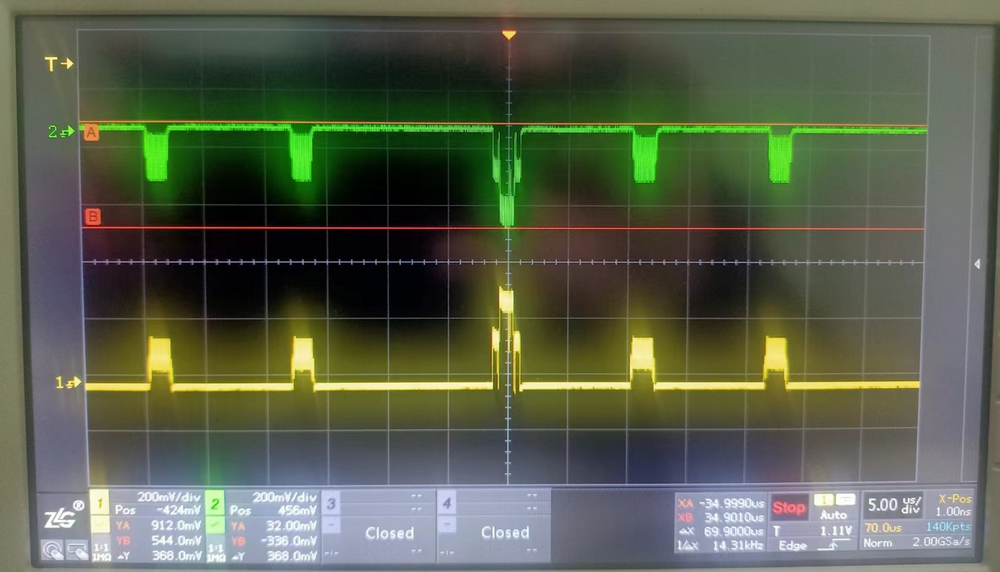 T
2
A
B
1
ZLG®
1
200mV/div
Pos -424mV
YA 912.0mV
YB 544.0mV
1:1
1MΩ
ΔY 368.0mV
2
200mV/div
Pos 456mV
YA 32.00mV
YB -336.0mV
1:1
1MΩ
ΔY 368.0mV
3
--
--
Closed
--
4
--
--
Closed
--
XA -34.9990us
XB 34.9010us
ΔX 69.9000us
1/ΔX 14.31kHz
Stop
1
Auto
T 1.11V
Edge
5.00 us/div
70.0us
Norm
X-Pos
1.00ns
140Kpts
2.00GSa/s